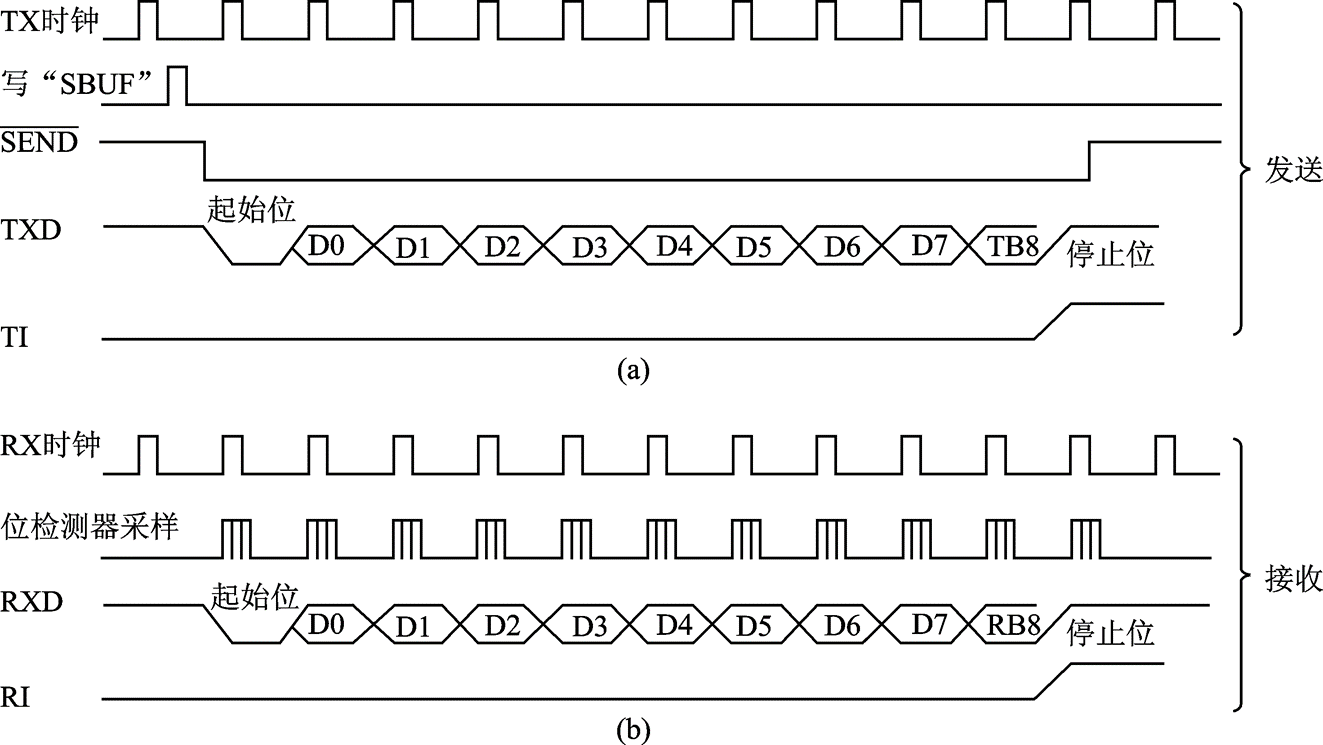 TX时钟
写“SBUF”
SEND
发送
起始位
TXD
D0 D1 D2 D3 D4 D5 D6 D7 TB8 停止位
TI
(a)
RX时钟
位检测器采样
接收
RXD
起始位
D0 D1 D2 D3 D4 D5 D6 D7 RB8 停止位
RI
(b)